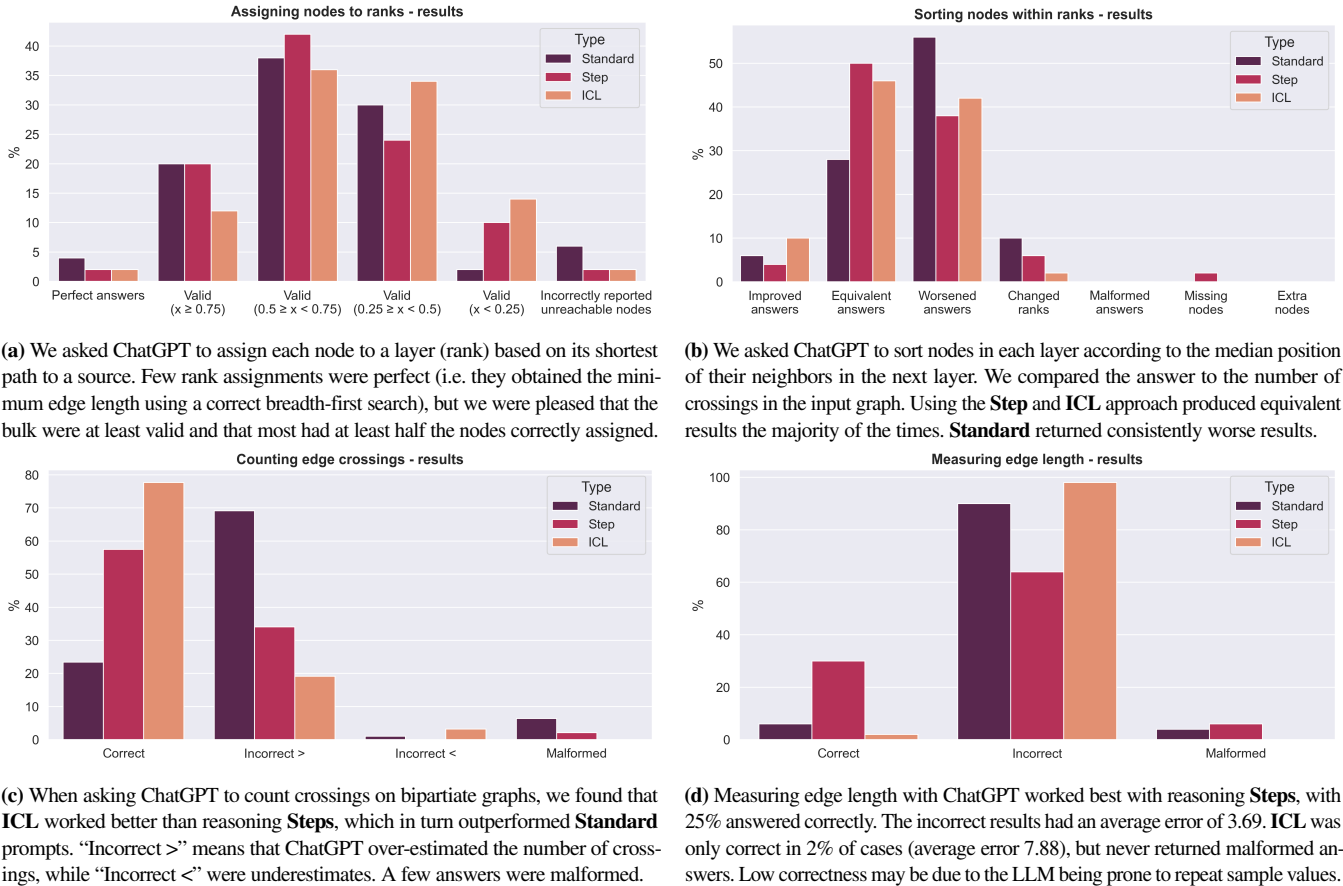 Assigning nodes to ranks - results
%
40
35
30
25
20
15
10
5
0
Type
Standard
Step
ICL
Perfect answers
Valid
(x ≥ 0.75)
Valid
(0.5 ≥ x < 0.75)
Valid
(0.25 ≥ x < 0.5)
Valid
(x < 0.25)
Incorrectly reported
unreachable nodes
(a) We asked ChatGPT to assign each node to a layer (rank) based on its shortest
path to a source. Few rank assignments were perfect (i.e. they obtained the mini-
mum edge length using a correct breadth-first search), but we were pleased that the
bulk were at least valid and that most had at least half the nodes correctly assigned.
Sorting nodes within ranks - results
%
50
40
30
20
10
0
Type
Standard
Step
ICL
Improved
answers
Equivalent
answers
Worsened
answers
Changed
ranks
Malformed
answers
Missing
nodes
Extra
nodes
(b) We asked ChatGPT to sort nodes in each layer according to the median position
of their neighbors in the next layer. We compared the answer to the number of
crossings in the input graph. Using the Step and ICL approach produced equivalent
results the majority of the times. Standard returned consistently worse results.
Counting edge crossings - results
%
80
70
60
50
40
30
20
10
0
Type
Standard
Step
ICL
Correct
Incorrect >
Incorrect <
Malformed
(c) When asking ChatGPT to count crossings on bipartiate graphs, we found that
ICL worked better than reasoning Steps, which in turn outperformed Standard
prompts. “Incorrect >” means that ChatGPT over-estimated the number of cross-
ings, while “Incorrect <” were underestimates. A few answers were malformed.
Measuring edge length - results
%
100
80
60
40
20
0
Type
Standard
Step
ICL
Correct
Incorrect
Malformed
(d) Measuring edge length with ChatGPT worked best with reasoning Steps, with
25% answered correctly. The incorrect results had an average error of 3.69. ICL was
only correct in 2% of cases (average error 7.88), but never returned malformed an-
swers. Low correctness may be due to the LLM being prone to repeat sample values.